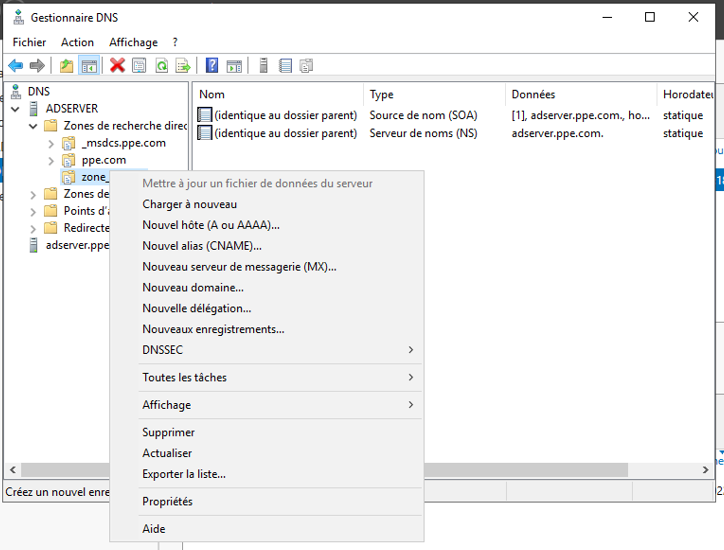 Gestionnaire DNS
Fichier Action Affichage ?
DNS
ADSERVER
Zones de recherche direc
_msdcs.ppe.com
ppe.com
zone_
Zones de
Points d'a
Redirecte
adserver.ppe
Nom Type Données Horodate
(identique au dossier parent) Source de nom (SOA) [1], adserver.ppe.com., ho... statique
(identique au dossier parent) Serveur de noms (NS) adserver.ppe.com. statique
Mettre à jour un fichier de données du serveur
Charger à nouveau
Nouvel hôte (A ou AAAA)...
Nouvel alias (CNAME)...
Nouveau serveur de messagerie (MX)...
Nouveau domaine...
Nouvelle délégation...
Nouveaux enregistrements...
DNSSEC
Toutes les tâches
Affichage
Supprimer
Actualiser
Exporter la liste...
Propriétés
Aide
Créez un nouvel enre